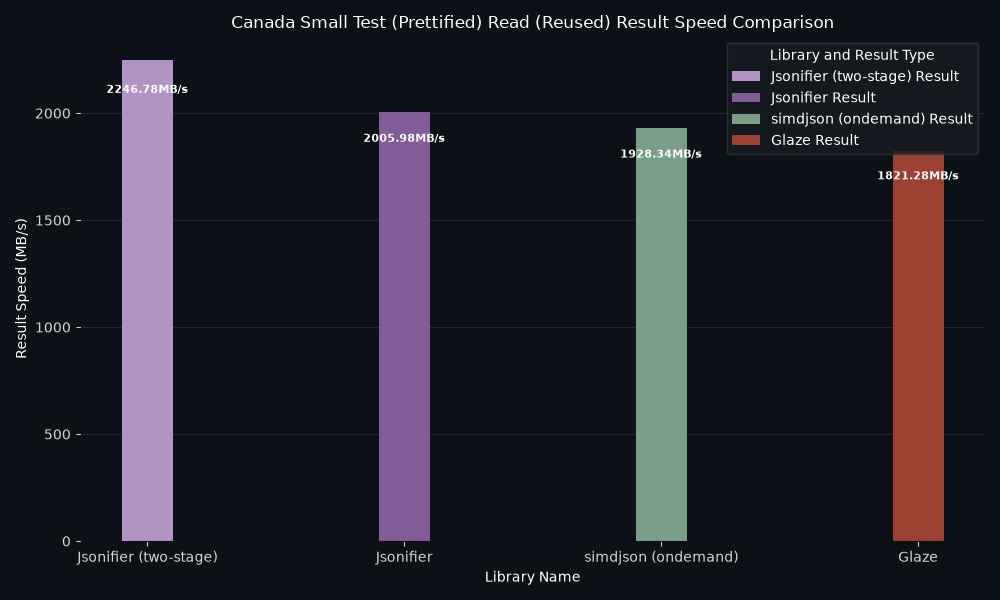 Canada Small Test (Prettified) Read (Reused) Result Speed Comparison
Library and Result Type
Jsonifier (two-stage) Result
Jsonifier Result
simdjson (ondemand) Result
Glaze Result
2246.78MB/s
2005.98MB/s
1928.34MB/s
1821.28MB/s
Result Speed (MB/s)
2000
1500
1000
500
0
Jsonifier (two-stage)
Jsonifier
simdjson (ondemand)
Glaze
Library Name